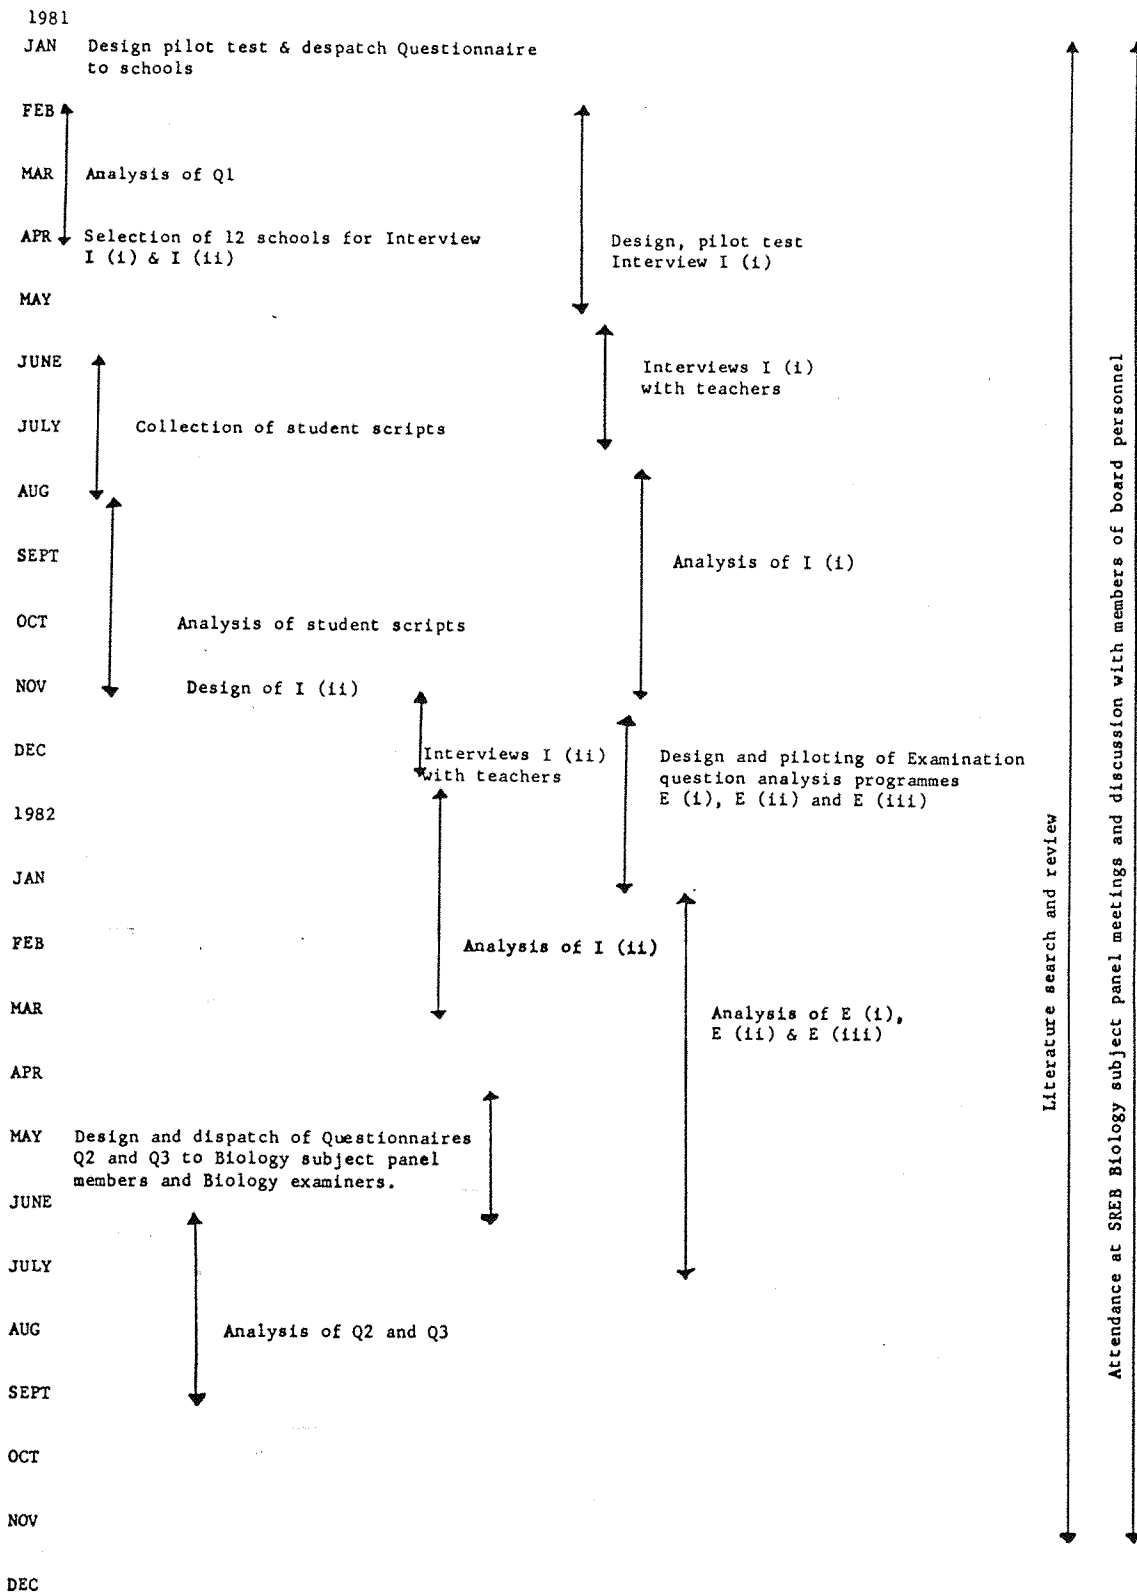 1981
JAN Design pilot test & despatch Questionnaire
to schools
FEB
MAR Analysis of Q1
APR Selection of 12 schools for Interview
I (i) & I (ii)
Design, pilot test
Interview I (i)
MAY
JUNE
Interviews I (i)
with teachers
JULY Collection of student scripts
AUG
SEPT
Analysis of I (i)
OCT Analysis of student scripts
NOV Design of I (ii)
DEC
Interviews I (ii)
with teachers
Design and piloting of Examination
question analysis programmes
E (i), E (ii) and E (iii)
1982
JAN
FEB
Analysis of I (ii)
MAR
Analysis of E (i),
E (ii) & E (iii)
APR
MAY Design and dispatch of Questionnaires
Q2 and Q3 to Biology subject panel
members and Biology examiners.
JUNE
JULY
AUG Analysis of Q2 and Q3
SEPT
OCT
NOV
DEC
Literature search and review
Attendance at SREB Biology subject panel meetings and discussion with members of board personnel